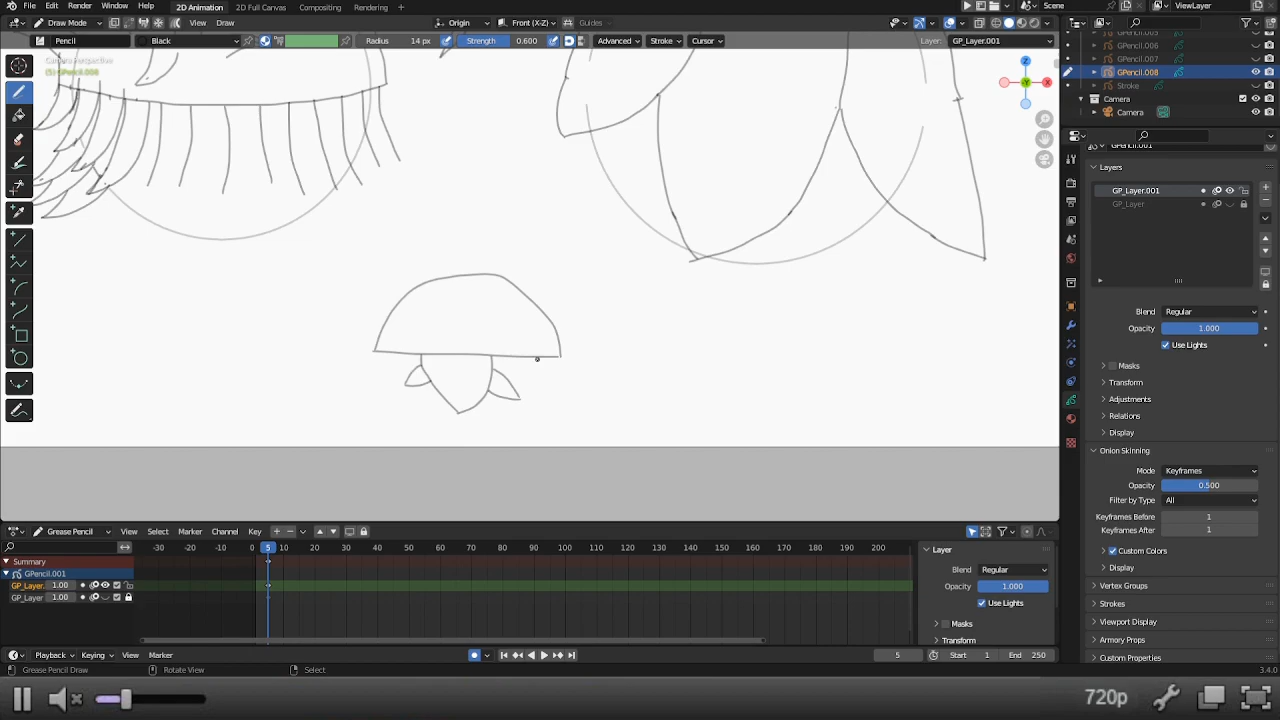 File Edit Render Window Help 2D Animation 2D Full Canvas Compositing Rendering + Scene ViewLayer
Draw Mode View Draw Origin Front (X-Z) Guides
Pencil Black Radius 14 px Strength 0.600 Advanced Stroke Cursor Layer: GP_Layer.001
Camera Perspective
(5) GPencil.008
Z
X
-Y
GPencil.006
GPencil.007
GPencil.008
Stroke
Camera
Camera
GPencil.001
Layers
GP_Layer.001
GP_Layer
Blend Regular
Opacity 1.000
Use Lights
Masks
Transform
Adjustments
Relations
Display
Onion Skinning
Mode Keyframes
Opacity 0.500
Filter by Type All
Keyframes Before 1
Keyframes After 1
Custom Colors
Display
Vertex Groups
Strokes
Viewport Display
Armory Props
Custom Properties
Grease Pencil View Select Marker Channel Key
-30 -20 -10 0 5 10 20 30 40 50 60 70 80 90 100 110 120 130 140 150 160 170 180 190 200
Summary
GPencil.001
GP_Layer. 1.00
GP_Layer 1.00
Layer
Blend Regular
Opacity 1.000
Use Lights
Masks
Transform
Playback Keying View Marker 5 Start 1 End 250
Grease Pencil Draw Rotate View Select 3.4.0
720p